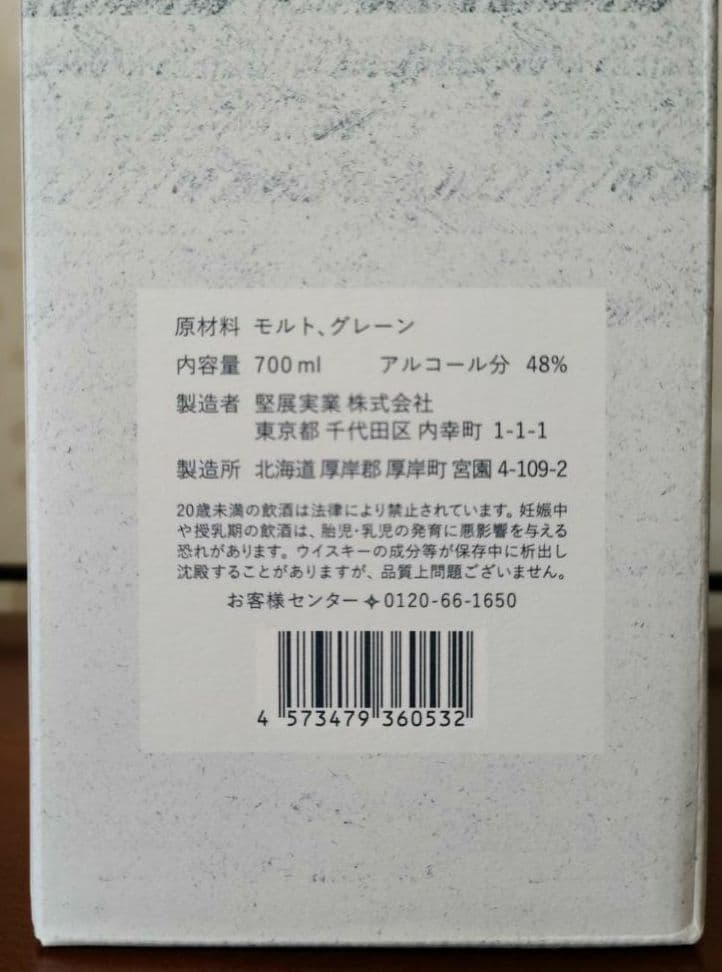 原材料 モルト、グレーン
内容量 700ml アルコール分 48%
製造者 堅展実業 株式会社
東京都 千代田区 内幸町 1-1-1
製造所 北海道 厚岸郡 厚岸町 宮園 4-109-2
20歳未満の飲酒は法律により禁止されています。妊娠中
や授乳期の飲酒は、胎児・乳児の発育に悪影響を与える
恐れがあります。ウイスキーの成分等が保存中に析出し
沈殿することがありますが、品質上問題ございません。
お客様センター✧0120-66-1650
4 573479 360532